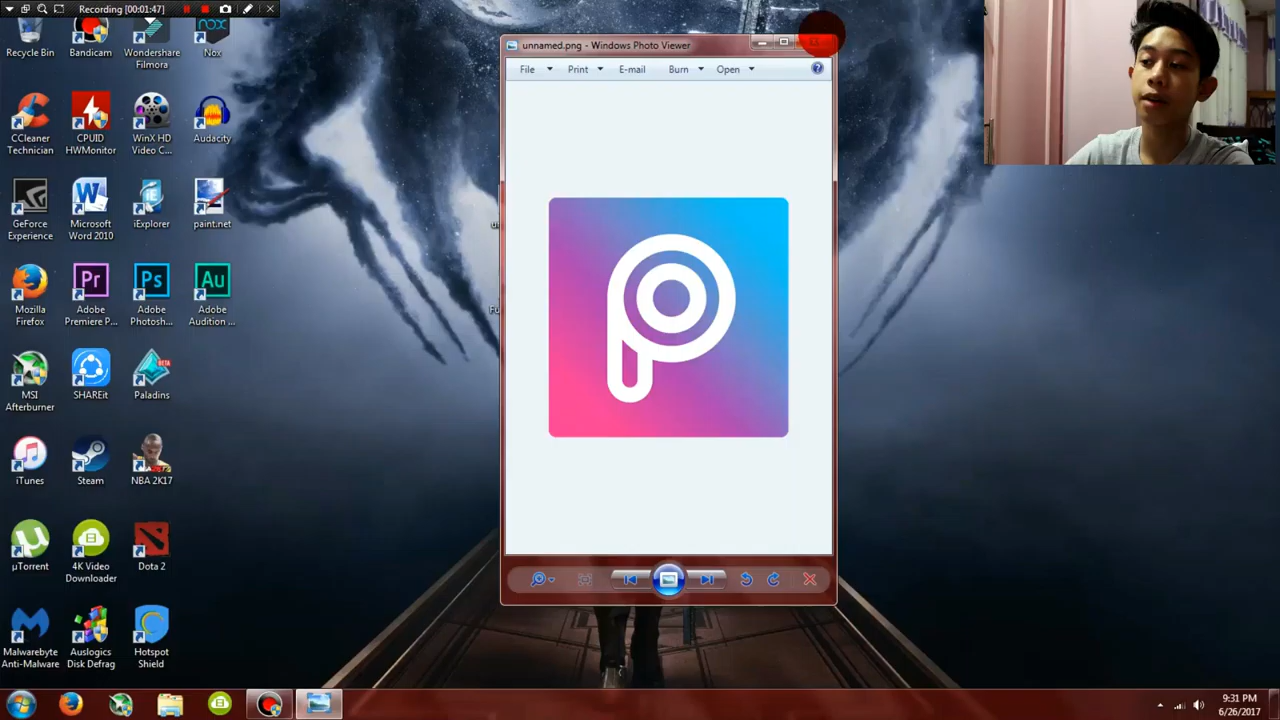 Recording [00:01:47]
Recycle Bin
Bandicam
Wondershare
Filmora
Nox
CCleaner
Technician
CPUID
HWMonitor
WinX HD
Video C...
Audacity
GeForce
Experience
Microsoft
Word 2010
iExplorer
paint.net
Mozilla
Firefox
Adobe
Premiere P...
Adobe
Photosh...
Adobe
Audition ...
MSI
Afterburner
SHAREit
Paladins
iTunes
Steam
NBA 2K17
µTorrent
4K Video
Downloader
Dota 2
Malwarebyte
Anti-Malware
Auslogics
Disk Defrag
Hotspot
Shield
unnamed.png - Windows Photo Viewer
File
Print
E-mail
Burn
Open
9:31 PM
6/26/2017